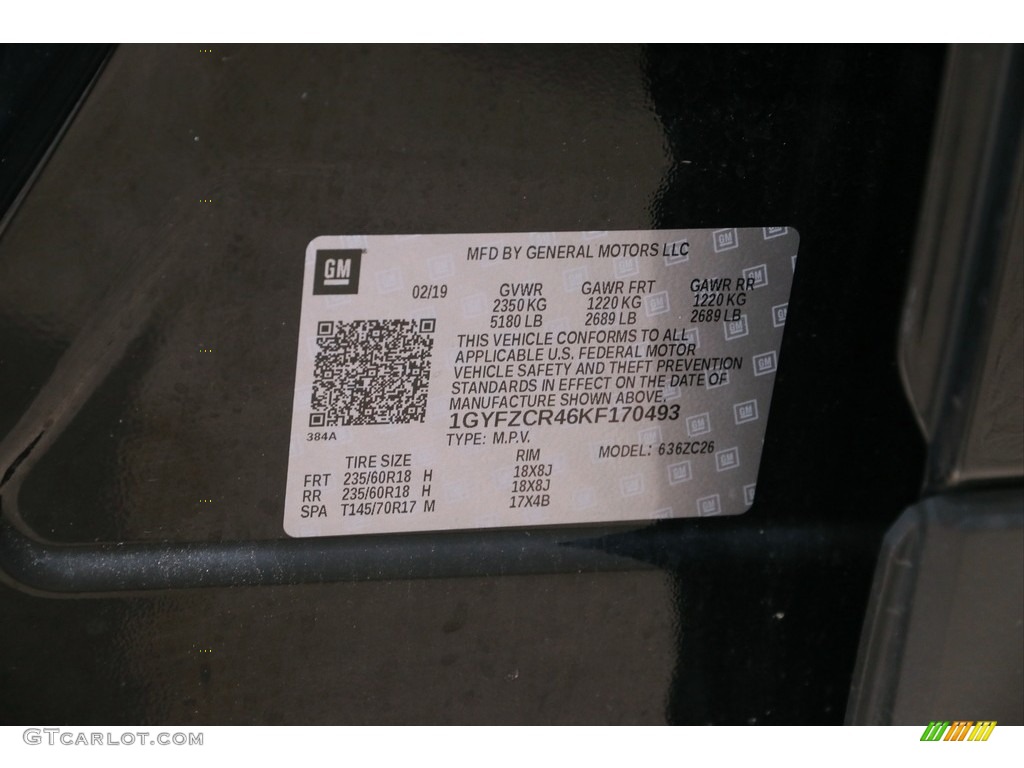 GM
MFD BY GENERAL MOTORS LLC
02/19 GVWR GAWR FRT GAWR RR
2350 KG 1220 KG 1220 KG
5180 LB 2689 LB 2689 LB
THIS VEHICLE CONFORMS TO ALL
APPLICABLE U.S. FEDERAL MOTOR
VEHICLE SAFETY AND THEFT PREVENTION
STANDARDS IN EFFECT ON THE DATE OF
MANUFACTURE SHOWN ABOVE.
1GYFZCR46KF170493
384A
TYPE: M.P.V.
MODEL: 636ZC26
TIRE SIZE RIM
FRT 235/60R18 H 18X8J
RR 235/60R18 H 18X8J
SPA T145/70R17 M 17X4B
GTCarlot.com